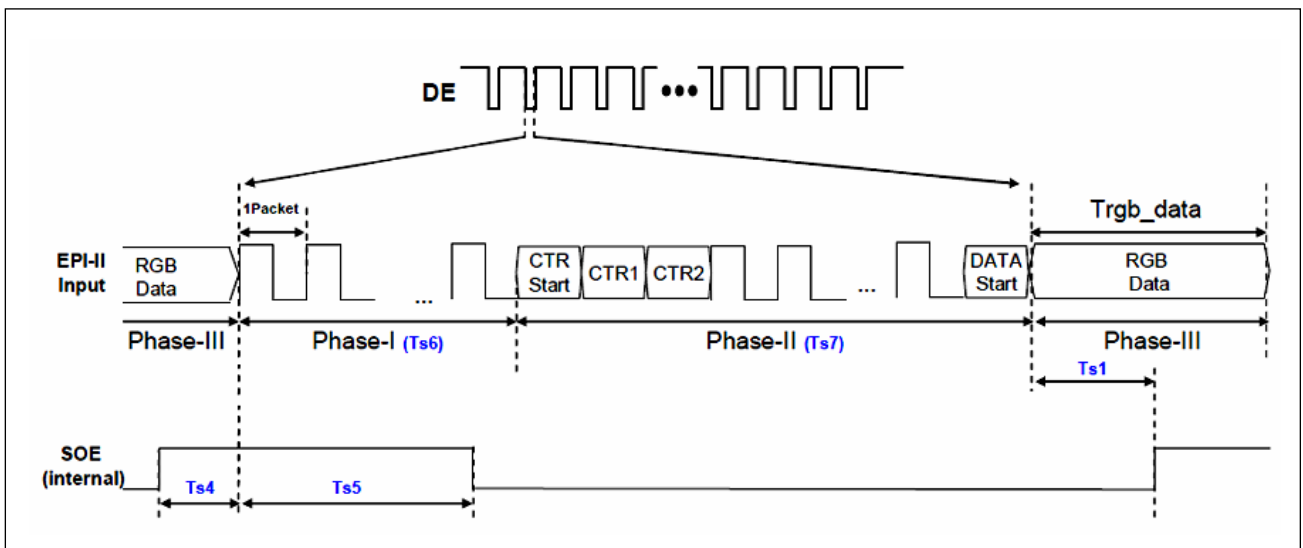 DE
1Packet
Trgb_data
EPI-II
Input
RGB
Data
...
CTR
Start
CTR1
CTR2
...
DATA
Start
RGB
Data
Phase-III
Phase-I (Ts6)
Phase-II (Ts7)
Phase-III
Ts1
SOE
(internal)
Ts4
Ts5